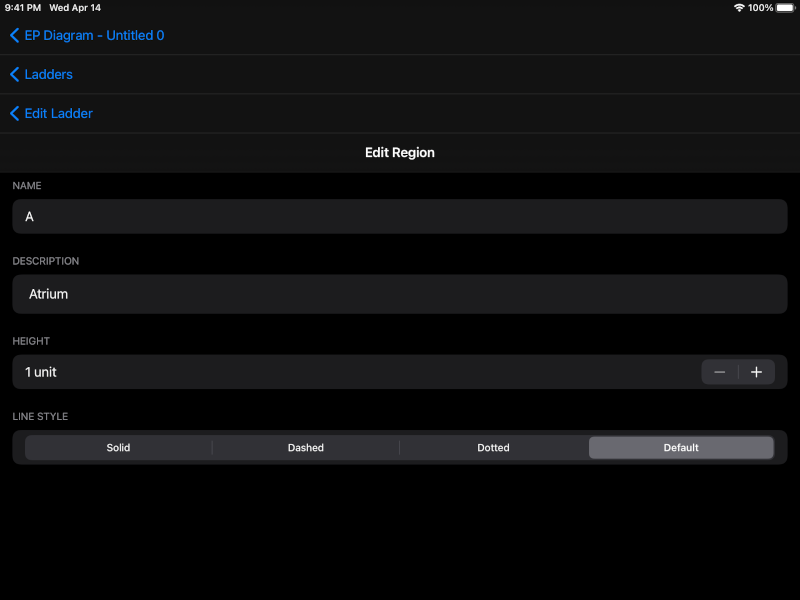 9:41 PM Wed Apr 14 100%
EP Diagram - Untitled 0
Ladders
Edit Ladder
Edit Region
NAME
A
DESCRIPTION
Atrium
HEIGHT
1 unit
LINE STYLE
Solid Dashed Dotted Default